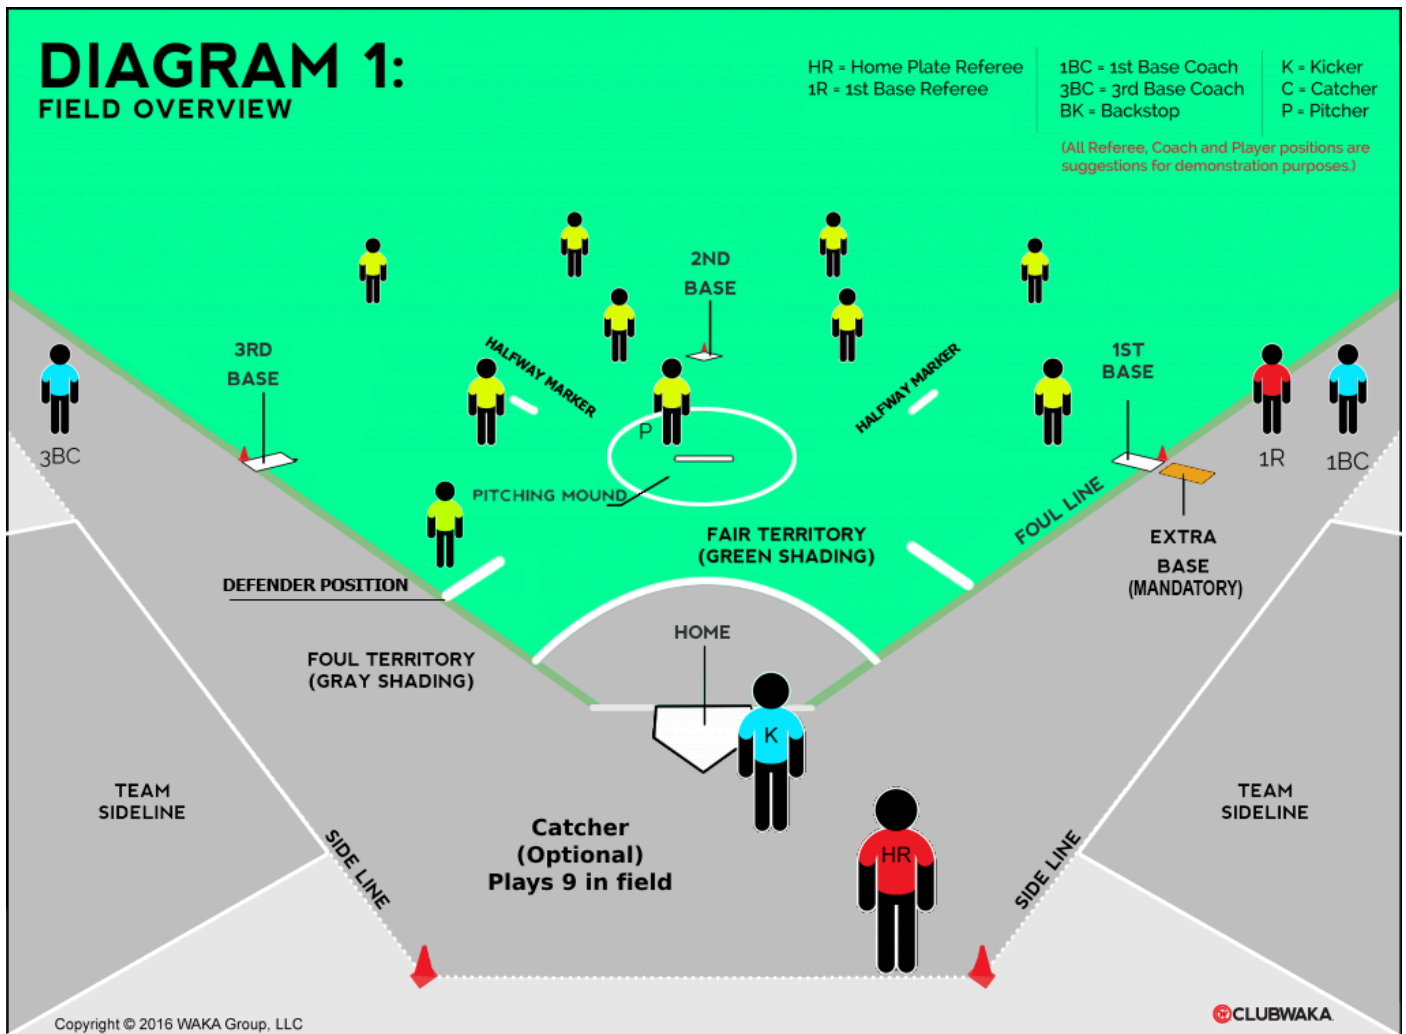 DIAGRAM 1:
FIELD OVERVIEW
HR = Home Plate Referee
1R = 1st Base Referee
1BC = 1st Base Coach
3BC = 3rd Base Coach
BK = Backstop
K = Kicker
C = Catcher
P = Pitcher
(All Referee, Coach and Player positions are
suggestions for demonstration purposes.)
2ND
BASE
3RD
BASE
HALFWAY MARKER
HALFWAY MARKER
1ST
BASE
3BC
P
1R
1BC
PITCHING MOUND
FOUL LINE
FAIR TERRITORY
(GREEN SHADING)
EXTRA
BASE
(MANDATORY)
DEFENDER POSITION
HOME
FOUL TERRITORY
(GRAY SHADING)
K
TEAM
SIDELINE
TEAM
SIDELINE
Catcher
(Optional)
Plays 9 in field
HR
SIDE LINE
SIDE LINE
Copyright © 2016 WAKA Group, LLC
CLUBWAKA